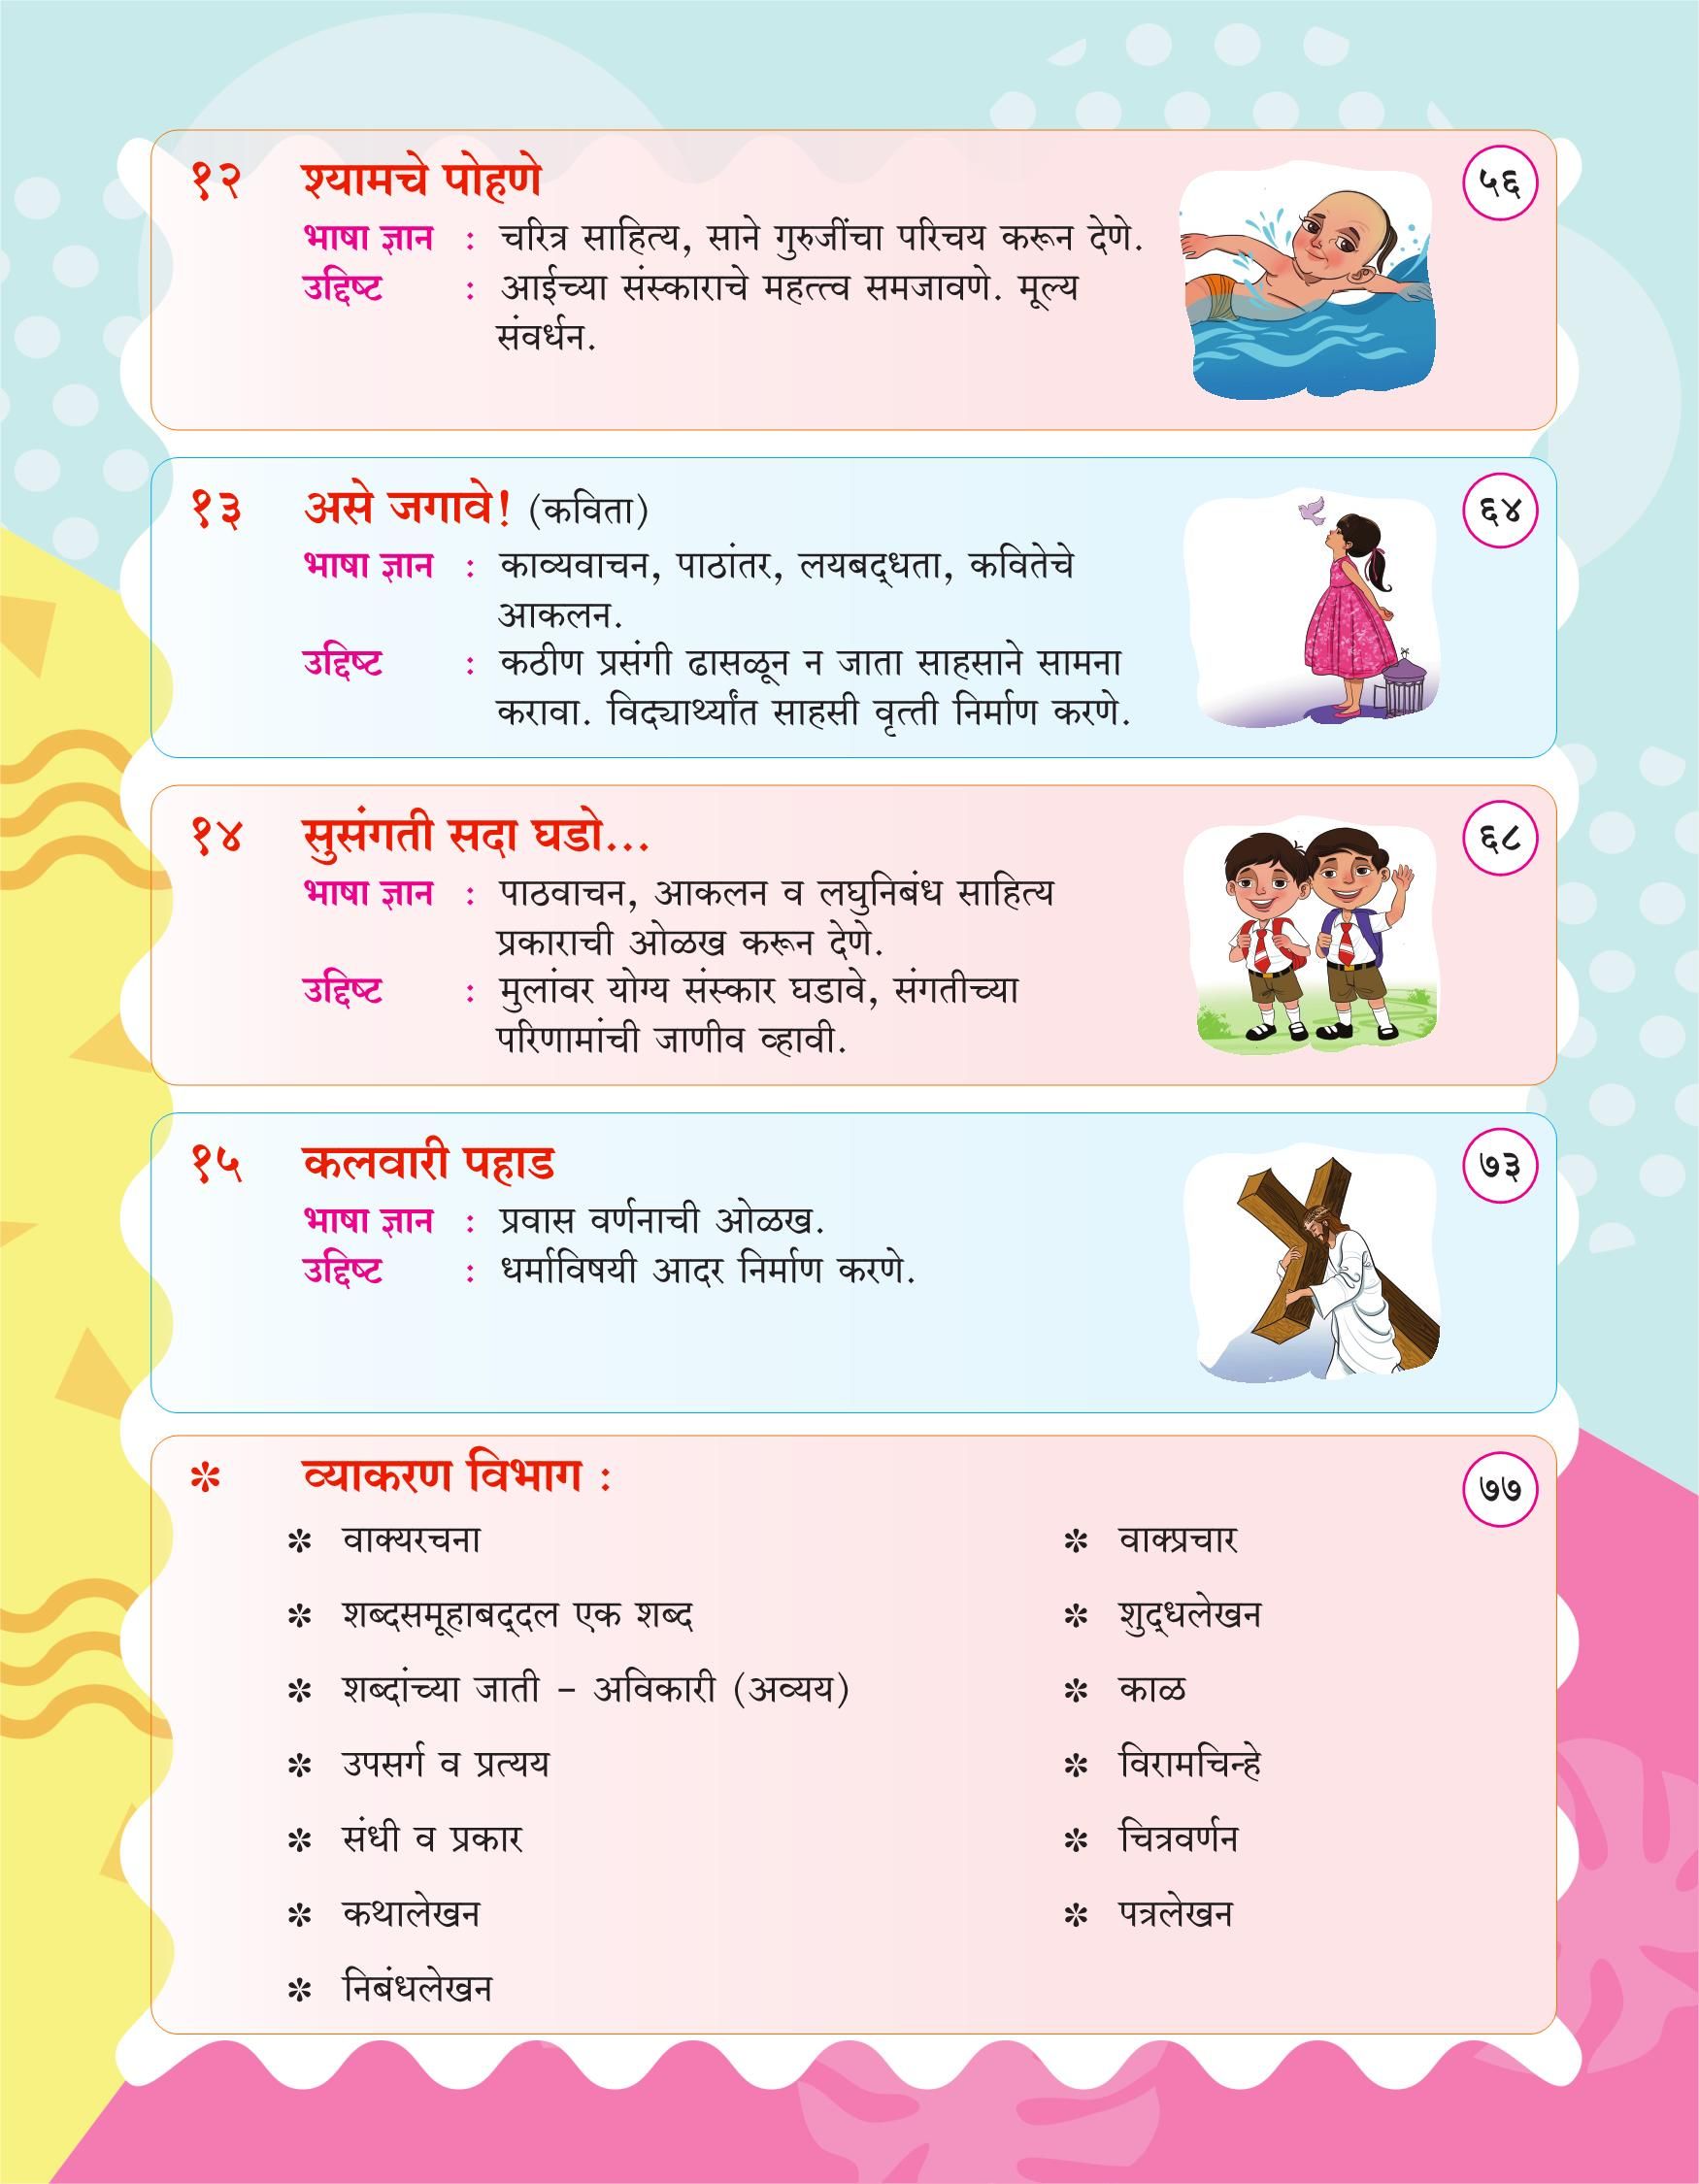 १२ श्यामचे पोहणे ५६
भाषा ज्ञान : चरित्र साहित्य, साने गुरुजींचा परिचय करून देणे.
उद्दिष्ट : आईच्या संस्काराचे महत्त्व समजावणे. मूल्य
संवर्धन.
१३ असे जगावे! (कविता) ६४
भाषा ज्ञान : काव्यवाचन, पाठांतर, लयबद्धता, कवितेचे
आकलन.
उद्दिष्ट : कठीण प्रसंगी ढासळून न जाता साहसाने सामना
करावा. विद्यार्थ्यांत साहसी वृत्ती निर्माण करणे.
१४ सुसंगती सदा घडो... ६८
भाषा ज्ञान : पाठवाचन, आकलन व लघुनिबंध साहित्य
प्रकाराची ओळख करून देणे.
उद्दिष्ट : मुलांवर योग्य संस्कार घडावे, संगतीच्या
परिणामांची जाणीव व्हावी.
१५ कलवारी पहाड ७३
भाषा ज्ञान : प्रवास वर्णनाची ओळख.
उद्दिष्ट : धर्माविषयी आदर निर्माण करणे.
* व्याकरण विभाग : ७७
* वाक्यरचना * वाक्प्रचार
* शब्दसमूहाबद्दल एक शब्द * शुद्धलेखन
* शब्दांच्या जाती – अविकारी (अव्यय) * काळ
* उपसर्ग व प्रत्यय * विरामचिन्हे
* संधी व प्रकार * चित्रवर्णन
* कथालेखन * पत्रलेखन
* निबंधलेखन